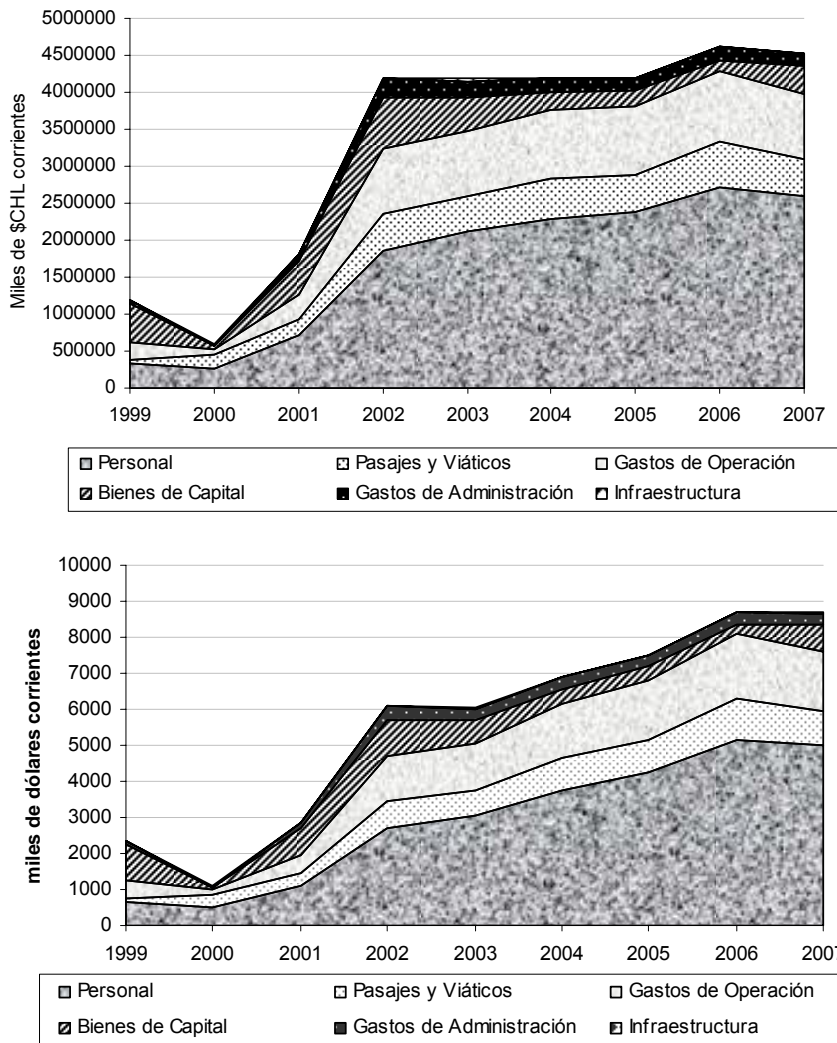 5000000
4500000
4000000
3500000
3000000
2500000
2000000
1500000
1000000
500000
0
Miles de $CHL corrientes
1999 2000 2001 2002 2003 2004 2005 2006 2007
Personal Pasajes y Viáticos Gastos de Operación
Bienes de Capital Gastos de Administración Infraestructura
10000
9000
8000
7000
6000
5000
4000
3000
2000
1000
0
miles de dólares corrientes
1999 2000 2001 2002 2003 2004 2005 2006 2007
Personal Pasajes y Viáticos Gastos de Operación
Bienes de Capital Gastos de Administración Infraestructura